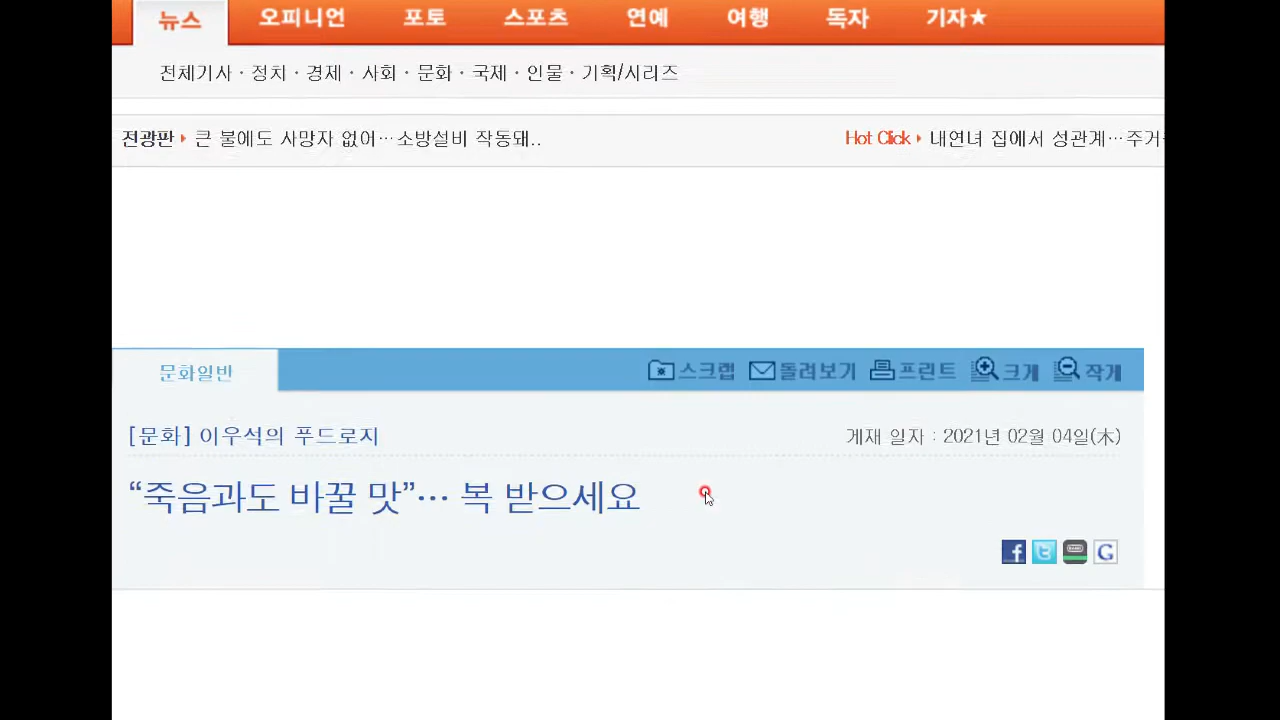 뉴스 오피니언 포토 스포츠 연예 여행 독자 기자★
전체기사 · 정치 · 경제 · 사회 · 문화 · 국제 · 인물 · 기획/시리즈
전광판 큰 불에도 사망자 없어…소방설비 작동돼.. Hot Click 내연녀 집에서 성관계…주거
문화일반 스크랩 돌려보기 프린트 크게 작게
[문화] 이우석의 푸드로지 게재 일자 : 2021년 02월 04일(木)
“죽음과도 바꿀 맛”… 복 받으세요